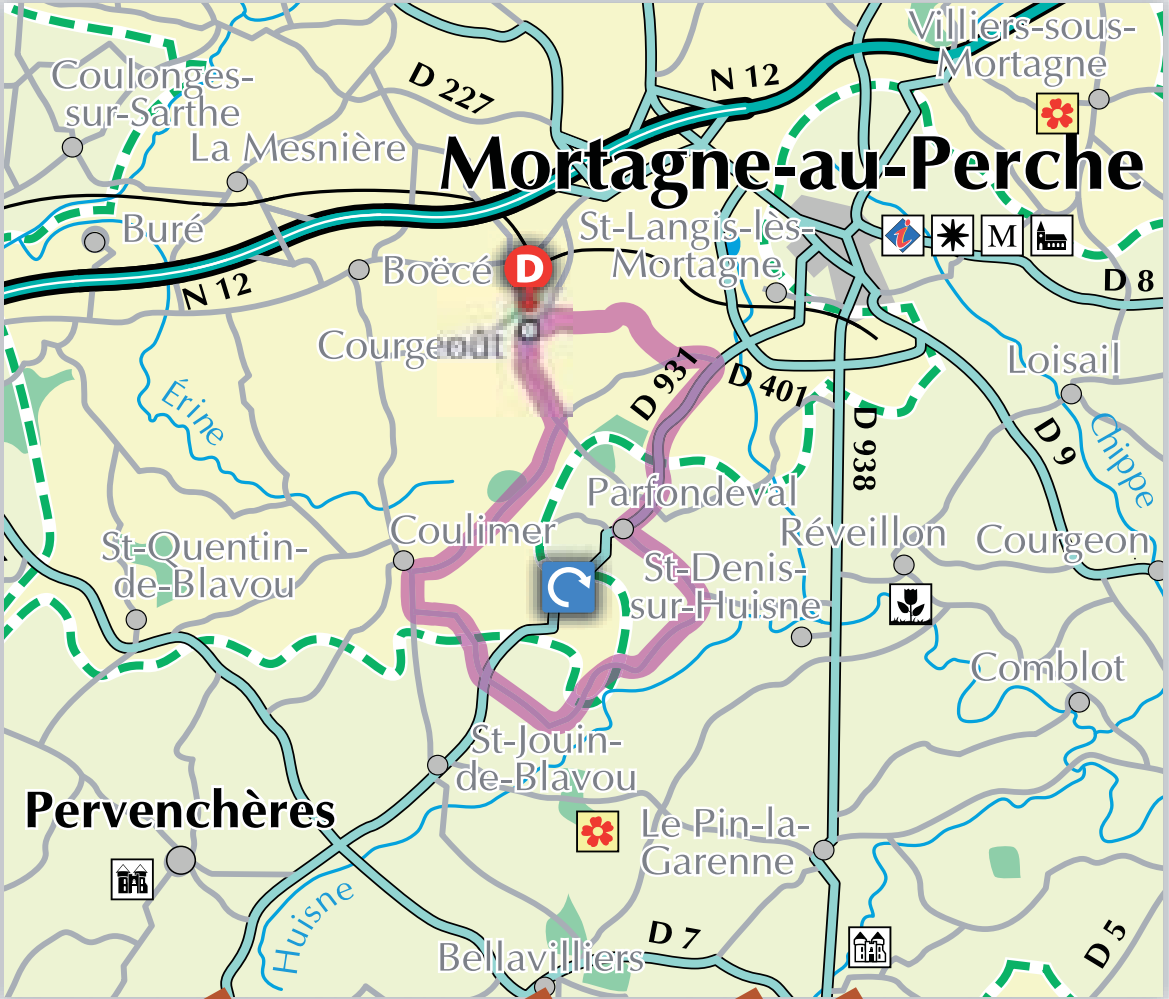 Villiers-sous-
Mortagne
Coulonges-
sur-Sarthe
D 227
N 12
La Mesnière
Mortagne-au-Perche
Buré
St-Langis-lès-
Mortagne
M
Boëcé
D
D 8
N 12
Courgeoût
Loisail
D 931
D 401
Érine
D 938
D 9
Chippe
Parfondeval
Coulimer
Réveillon
Courgeon
St-Quentin-
de-Blavou
St-Denis-
sur-Huisne
Comblot
St-Jouin-
de-Blavou
Pervenchères
Le Pin-la-
Garenne
Huisne
D 7
D 5
Bellavilliers